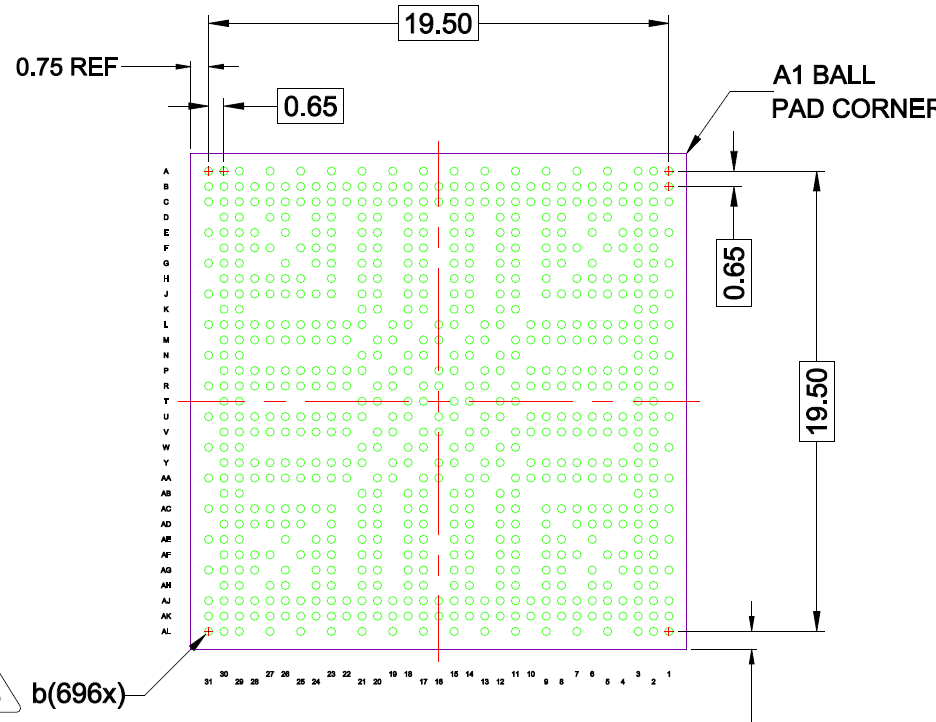 19.50
0.75 REF
A1 BALL
PAD CORNER
0.65
A
B
C
D
E
F
G
H
J
K
L
M
N
P
R
T
U
V
W
Y
AA
AB
AC
AD
AE
AF
AG
AH
AJ
AK
AL
0.65
19.50
b(696x)
31 30 29 28 27 26 25 24 23 22 21 20 19 18 17 16 15 14 13 12 11 10 9 8 7 6 5 4 3 2 1